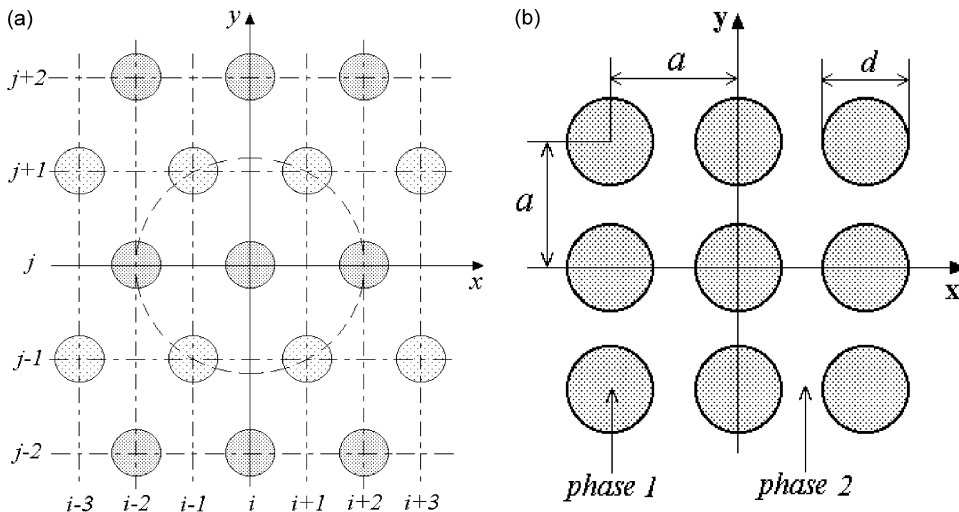 (a)
y
j+2
j+1
j
x
j-1
j-2
i-3 i-2 i-1 i i+1 i+2 i+3
(b)
y
a
d
a
x
phase 1
phase 2